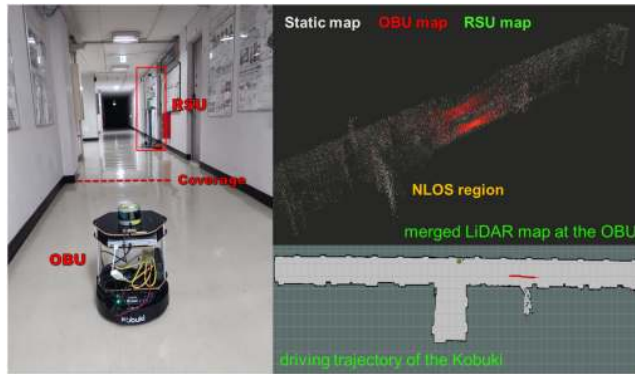 RSU
Coverage
OBU
Kobuki
Static map OBU map RSU map
NLOS region
merged LiDAR map at the OBU
driving trajectory of the Kobuki